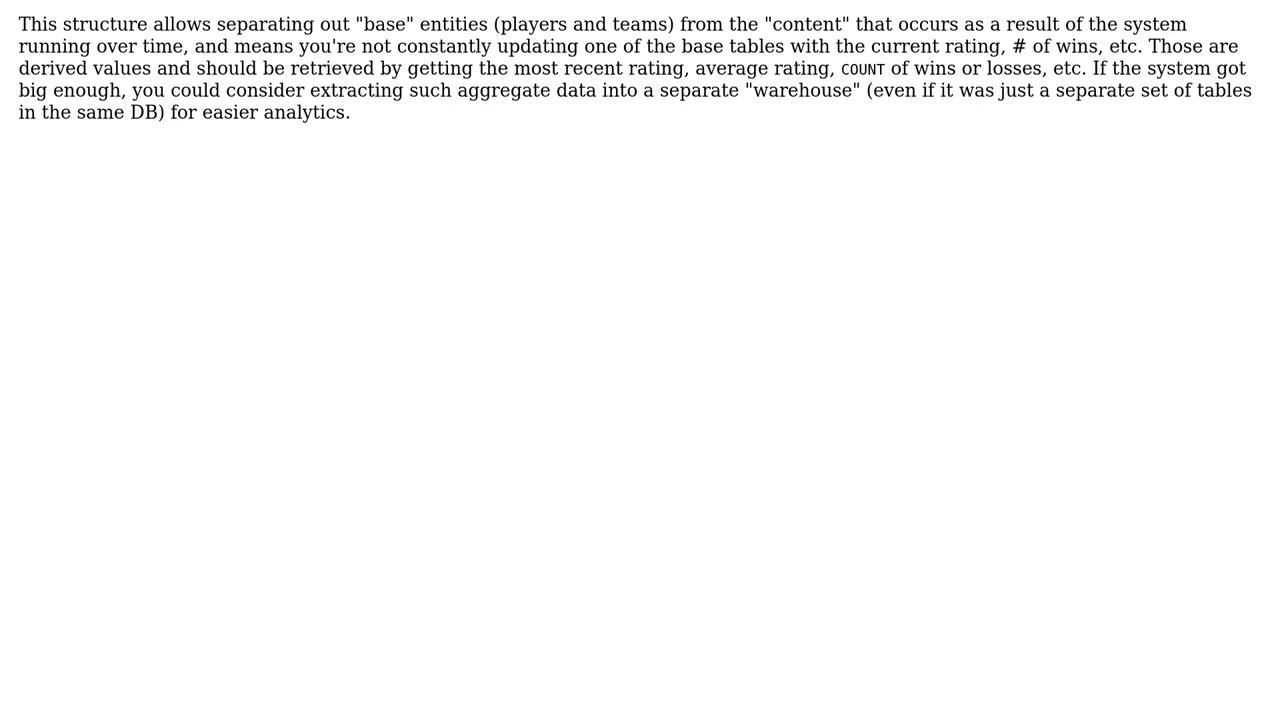 This structure allows separating out "base" entities (players and teams) from the "content" that occurs as a result of the system
running over time, and means you're not constantly updating one of the base tables with the current rating, # of wins, etc. Those are
derived values and should be retrieved by getting the most recent rating, average rating, COUNT of wins or losses, etc. If the system got
big enough, you could consider extracting such aggregate data into a separate "warehouse" (even if it was just a separate set of tables
in the same DB) for easier analytics.